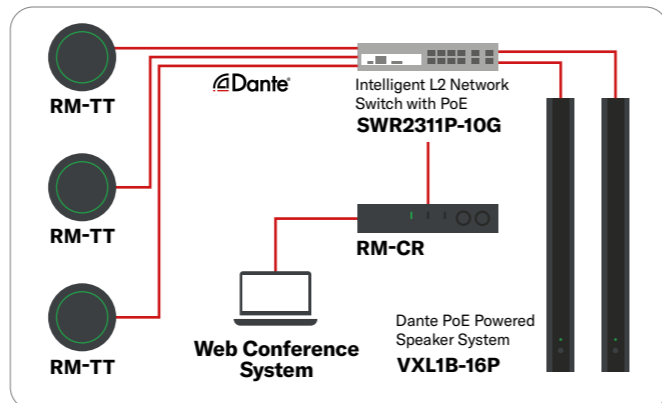 RM-TT
Dante®
Intelligent L2 Network
Switch with PoE
SWR2311P-10G
RM-TT
RM-CR
RM-TT
Web Conference
System
Dante PoE Powered
Speaker System
VXL1B-16P